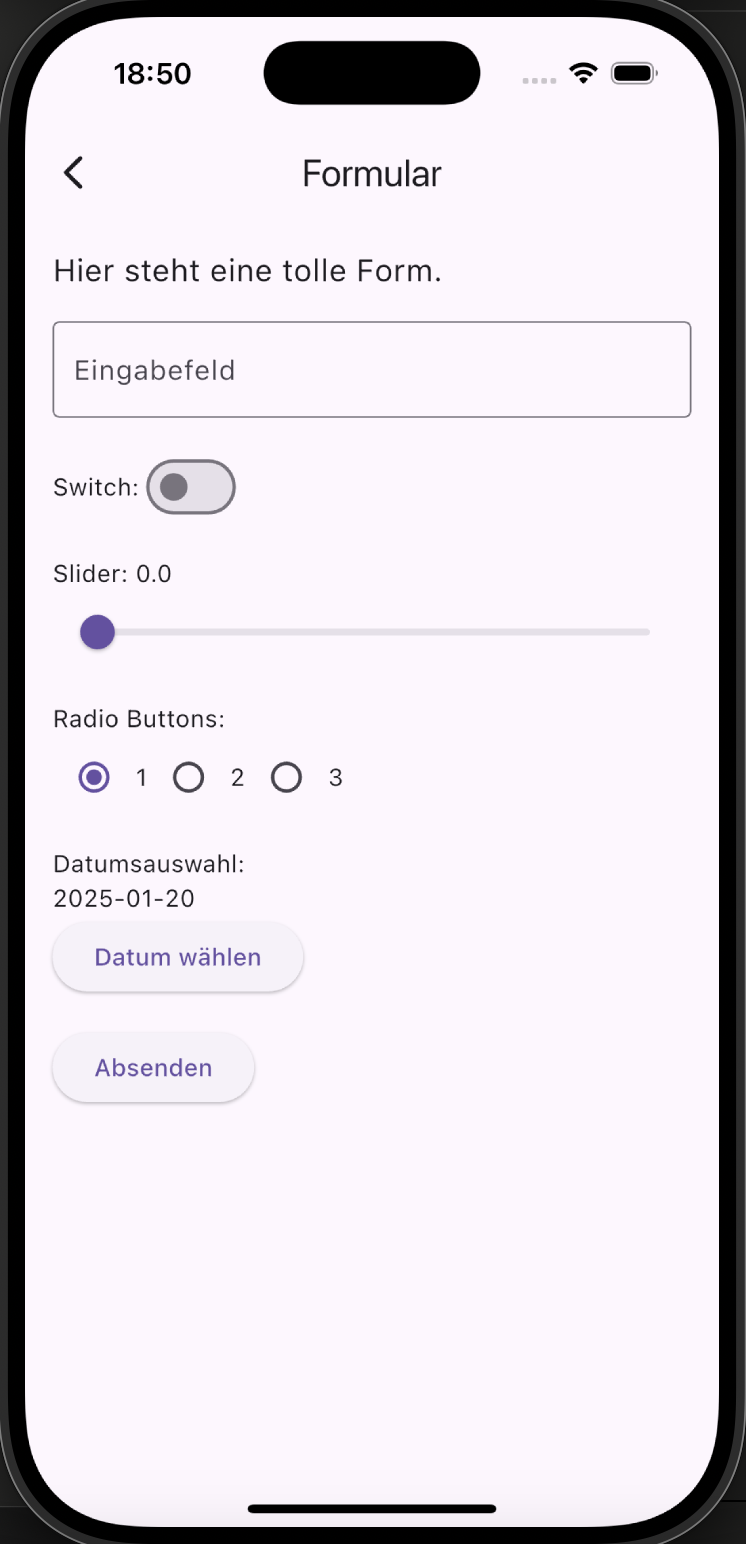 18:50
Formular
Hier steht eine tolle Form.
Eingabefeld
Switch:
Slider: 0.0
Radio Buttons:
1 2 3
Datumsauswahl:
2025-01-20
Datum wählen
Absenden